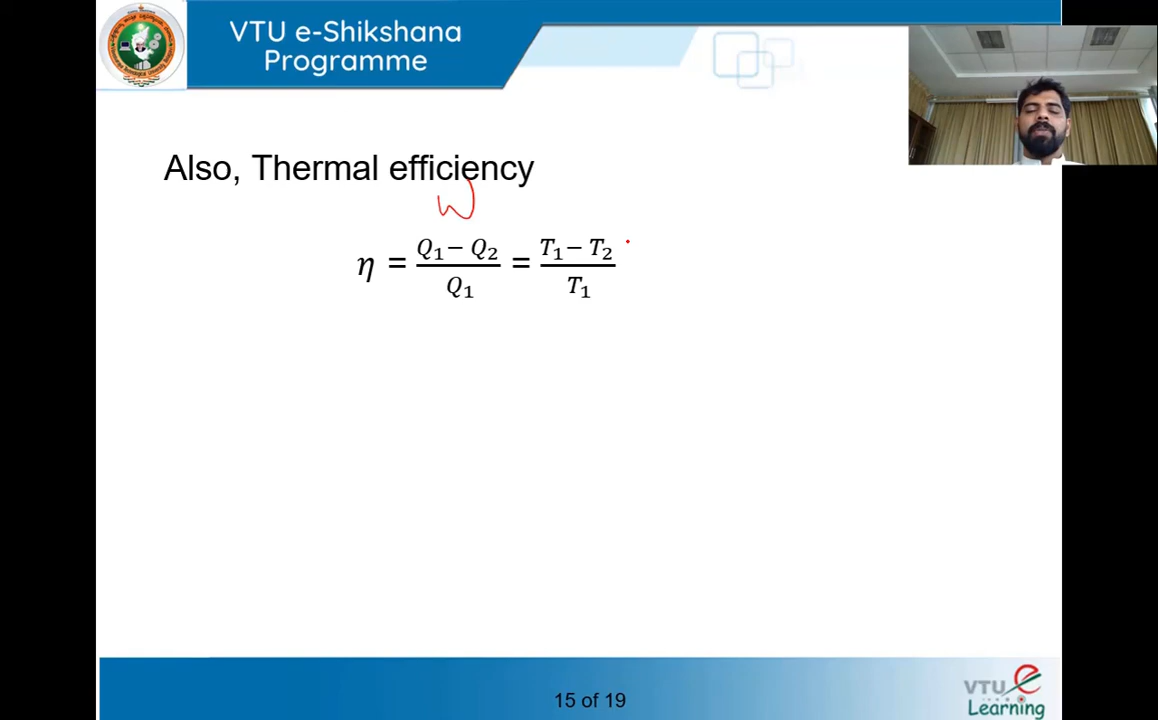 VTU e-Shikshana
Programme
Also, Thermal efficiency
W
η = (Q₁− Q₂)/Q₁ = (T₁− T₂)/T₁
15 of 19
VTU e
Learning